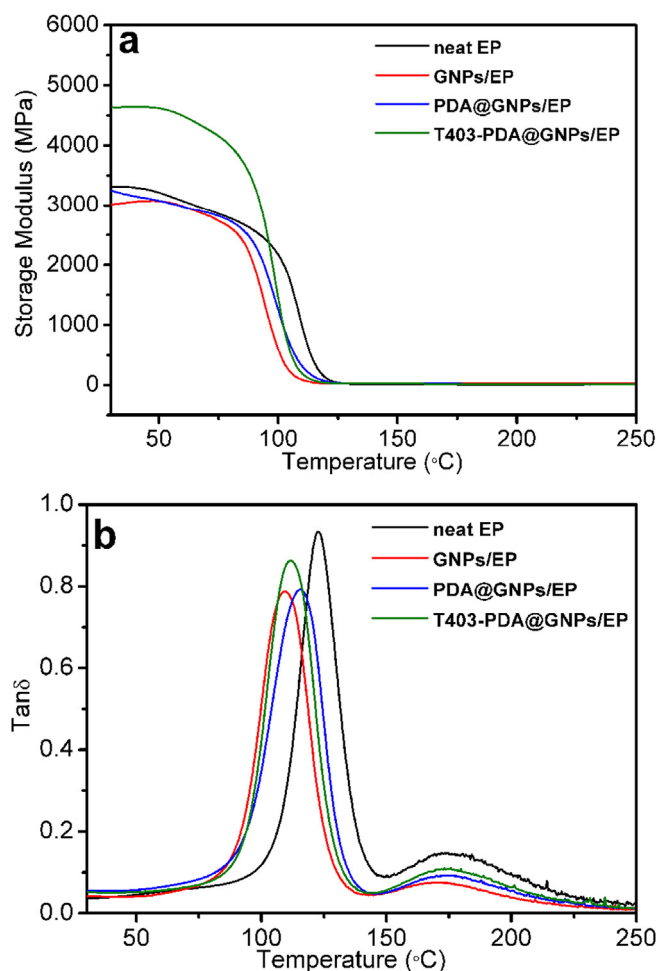 a
neat EP
GNPs/EP
PDA@GNPs/EP
T403-PDA@GNPs/EP
6000
5000
4000
3000
2000
1000
0
Storage Modulus (MPa)
50
100
150
200
250
Temperature (°C)
b
neat EP
GNPs/EP
PDA@GNPs/EP
T403-PDA@GNPs/EP
1.0
0.8
0.6
0.4
0.2
0.0
Tanδ
50
100
150
200
250
Temperature (°C)